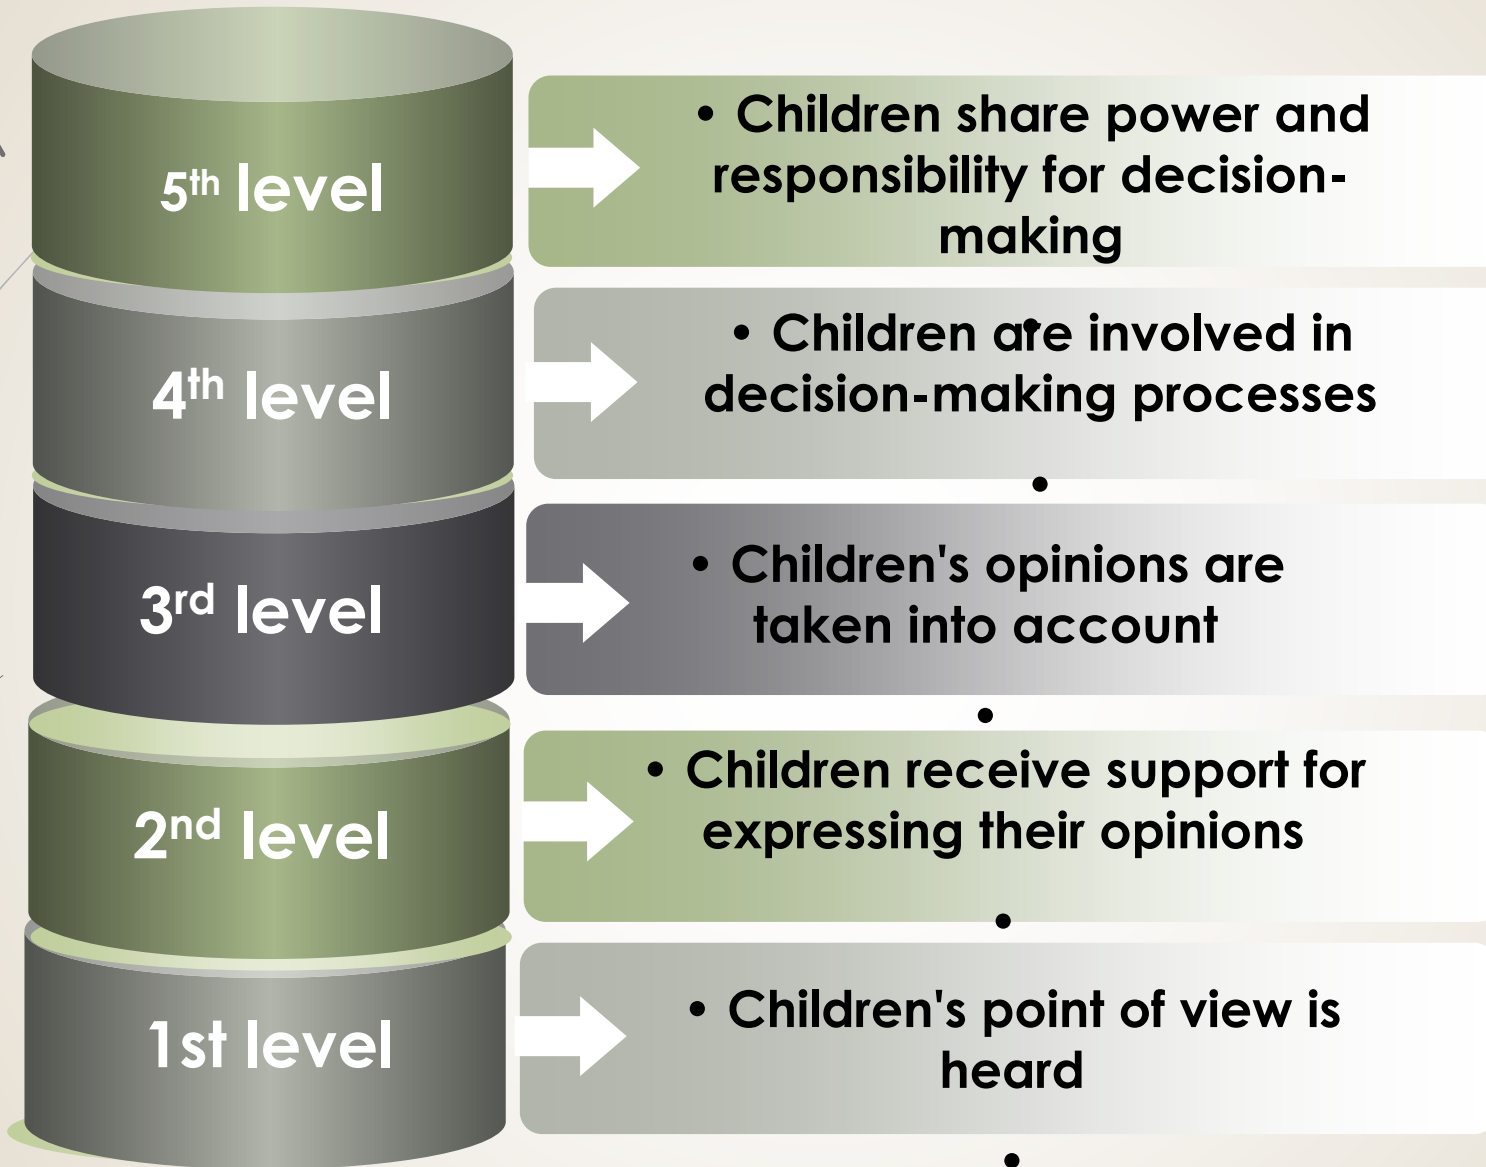 5th level
• Children share power and
responsibility for decision-
making
4th level
• Children are involved in
decision-making processes
•
3rd level
• Children's opinions are
taken into account
•
2nd level
• Children receive support for
expressing their opinions
•
1st level
• Children's point of view is
heard
•